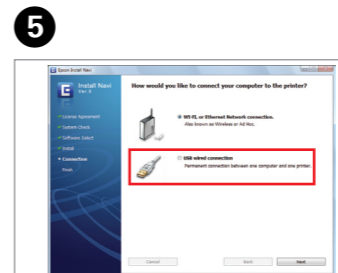 5
Epson Install Navi
Install Navi
How would you like to connect your computer to the printer?
License Agreement
System Check
Software Select
Install
Connection
Finish
Wi-Fi, or Ethernet Network connection.
Also known as Wireless or Ad Hoc.
USB wired connection
Permanent connection between one computer and one printer.
Cancel
Back
Next